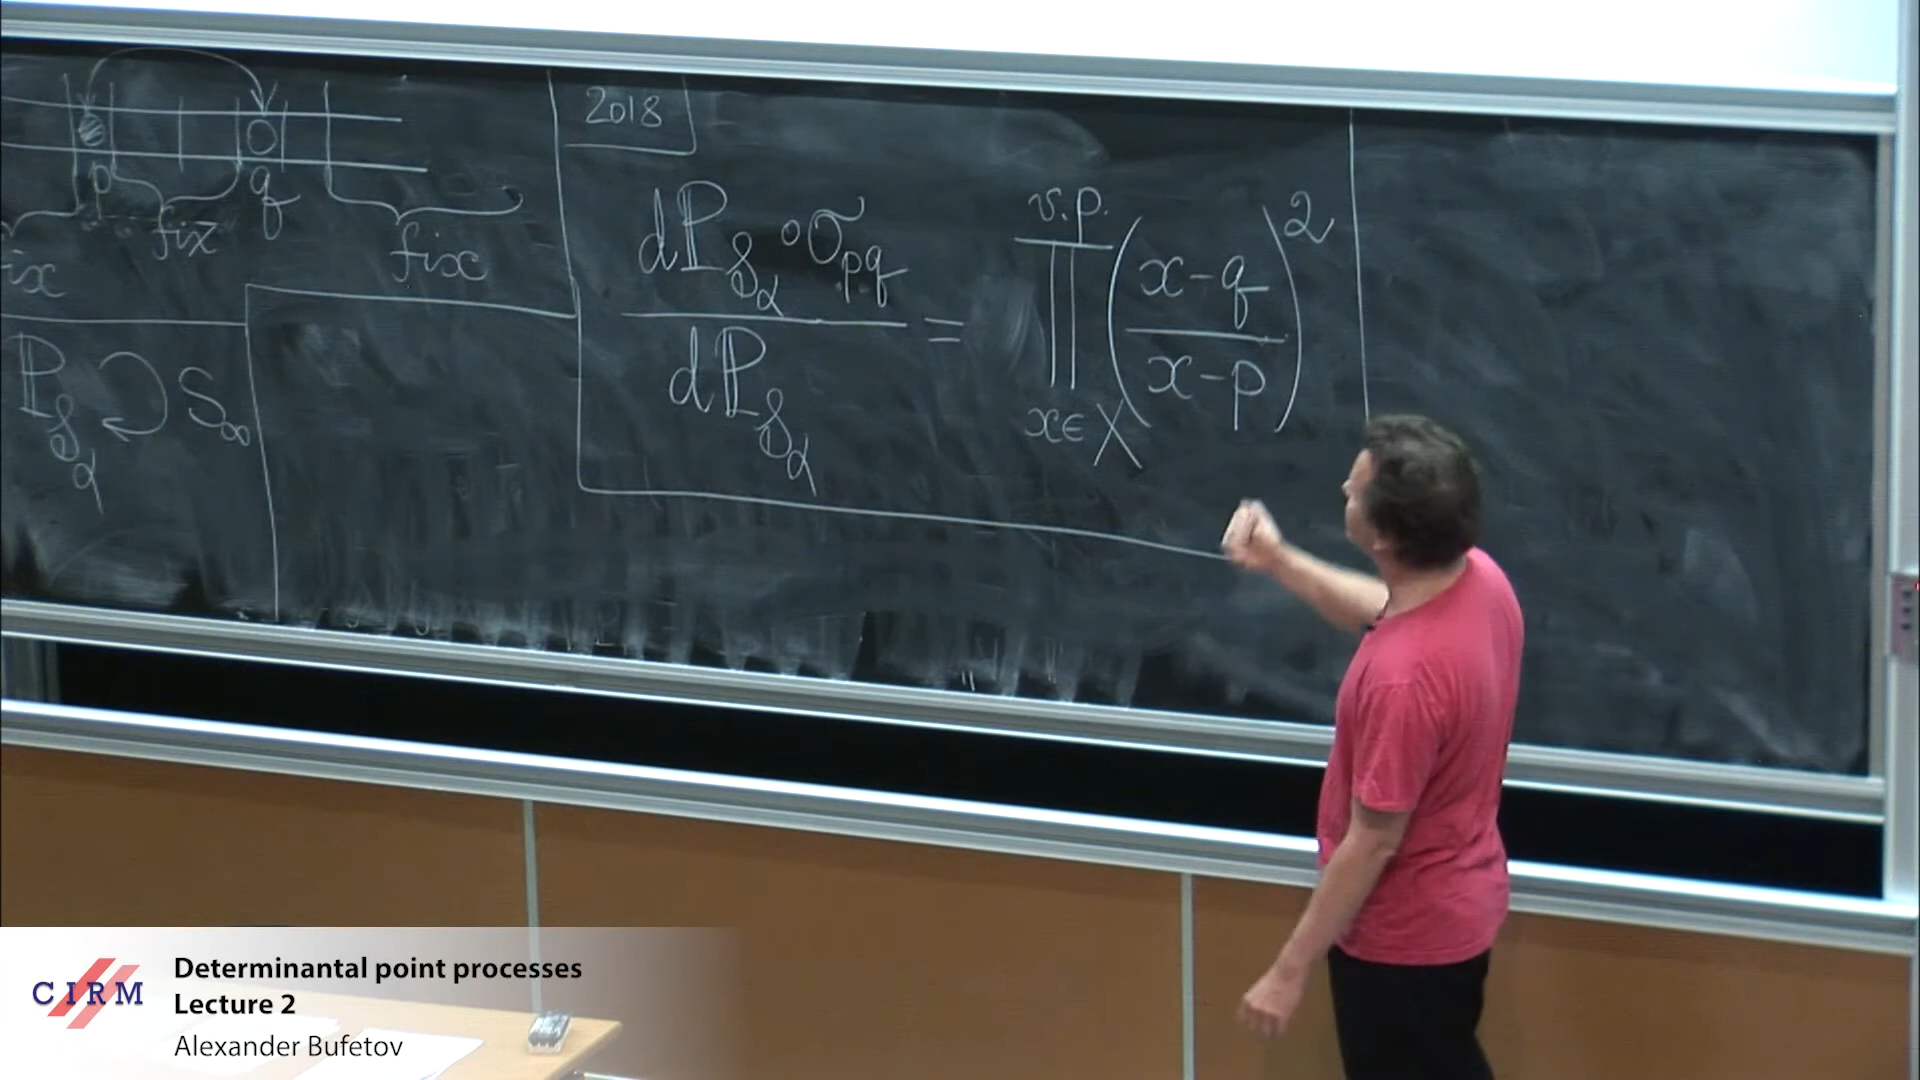 p
q
fix
fix
ix
ℙ_{S_α} S_∞
2018
dℙ_{S_α}∘σ_{pq}
dℙ_{S_α}
=
v.p.
∏
x∈X
(x-q / x-p)²
CIRM
Determinantal point processes
Lecture 2
Alexander Bufetov